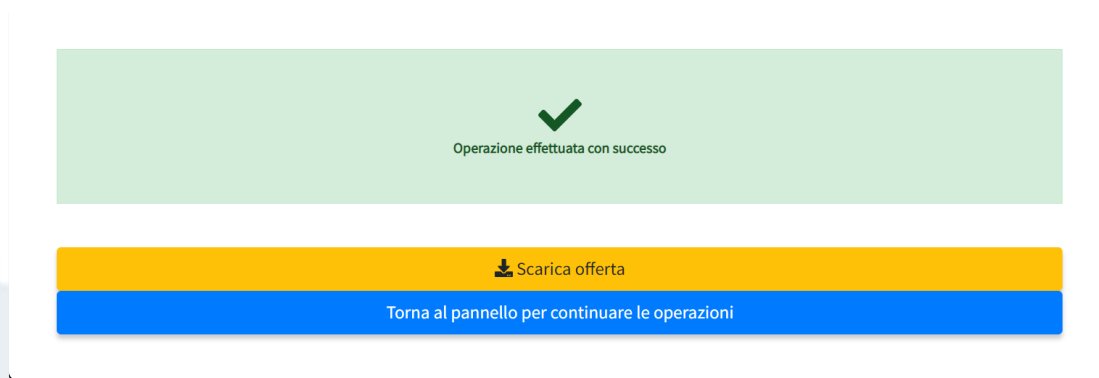 Operazione effettuata con successo
Scarica offerta
Torna al pannello per continuare le operazioni